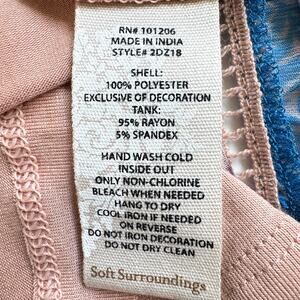 RN# 101206
MADE IN INDIA
STYLE# 2DZ18
SHELL:
100% POLYESTER
EXCLUSIVE OF DECORATION
TANK:
95% RAYON
5% SPANDEX
HAND WASH COLD
INSIDE OUT
ONLY NON-CHLORINE
BLEACH WHEN NEEDED
HANG TO DRY
COOL IRON IF NEEDED
ON REVERSE
DO NOT IRON DECORATION
DO NOT DRY CLEAN
Soft Surroundings